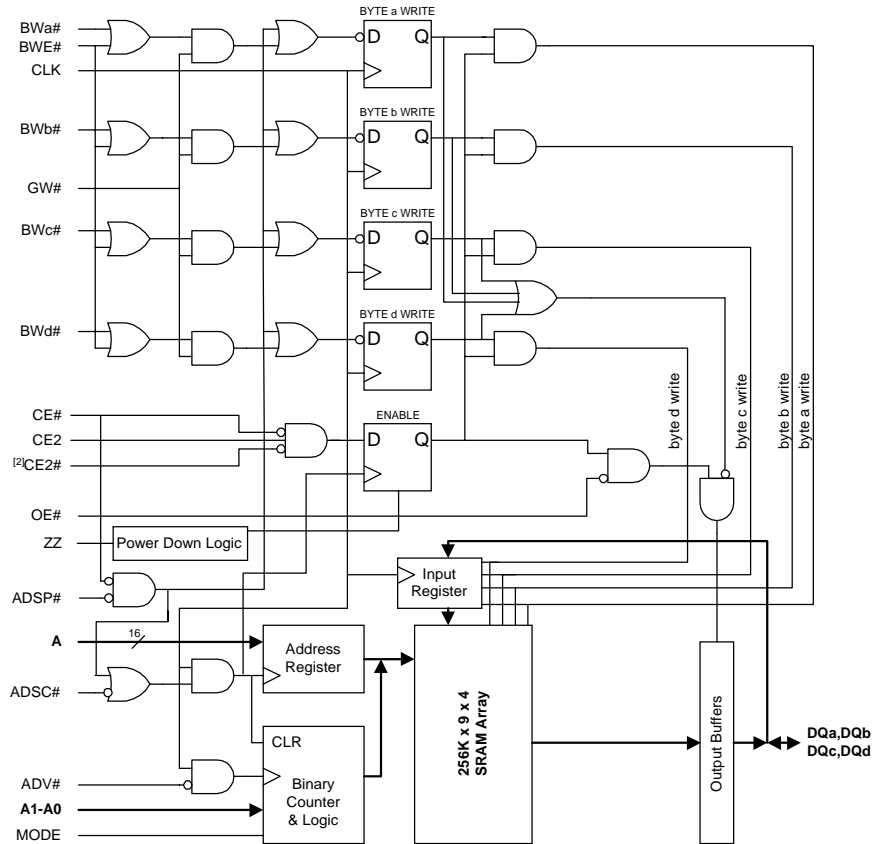 BYTE a WRITE
BWa#
BWE#
CLK
D Q
BYTE b WRITE
BWb#
D Q
GW#
BYTE c WRITE
BWc#
D Q
BYTE d WRITE
BWd#
D Q
byte d write
byte c write
byte b write
byte a write
CE#
CE2
[2]CE2#
ENABLE
D Q
OE#
ZZ
Power Down Logic
Input
Register
ADSP#
A
16
Address
Register
ADSC#
256K x 9 x 4
SRAM Array
Output Buffers
DQa,DQb
DQc,DQd
CLR
Binary
Counter
& Logic
ADV#
A1-A0
MODE